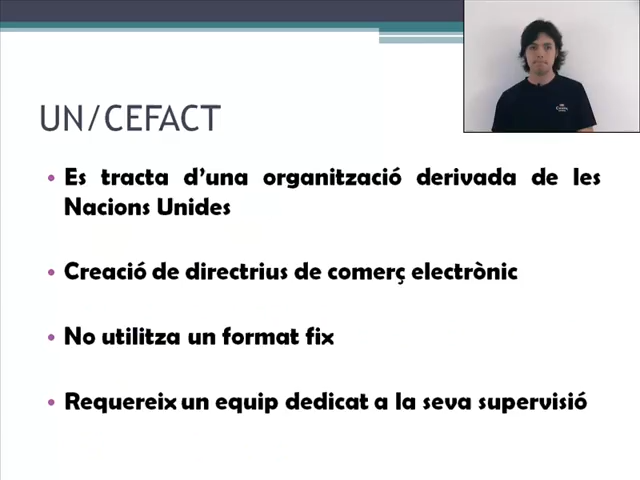 UN/CEFACT
• Es tracta d’una organització derivada de les
Nacions Unides
• Creació de directrius de comerç electrònic
• No utilitza un format fix
• Requereix un equip dedicat a la seva supervisió